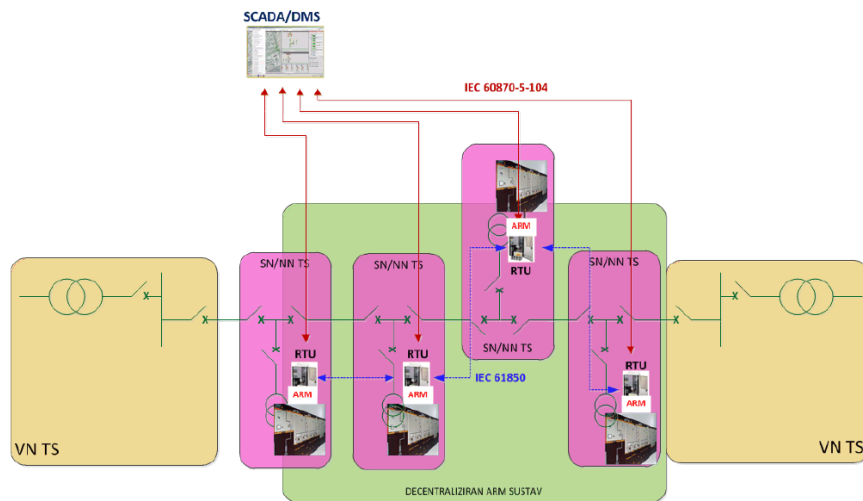 SCADA/DMS
IEC 60870-5-104
ARM
RTU
SN/NN TS
SN/NN TS
SN/NN TS
SN/NN TS
RTU
ARM
RTU
ARM
RTU
ARM
IEC 61850
VN TS
VN TS
DECENTRALIZIRAN ARM SUSTAV